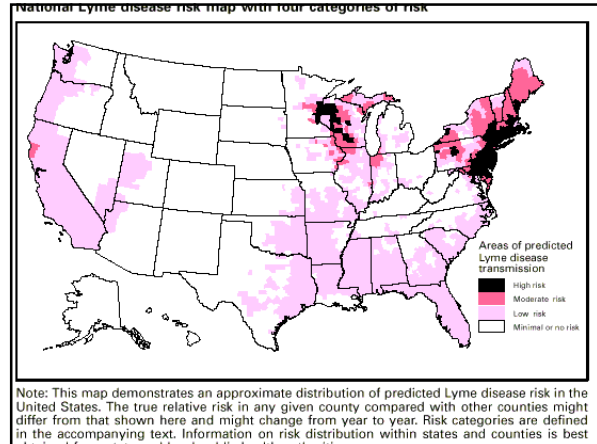 National Lyme disease risk map with four categories of risk
Areas of predicted
Lyme disease
transmission
High risk
Moderate risk
Low risk
Minimal or no risk
Note: This map demonstrates an approximate distribution of predicted Lyme disease risk in the
United States. The true relative risk in any given county compared with other counties might
differ from that shown here and might change from year to year. Risk categories are defined
in the accompanying text. Information on risk distribution within states and counties is best